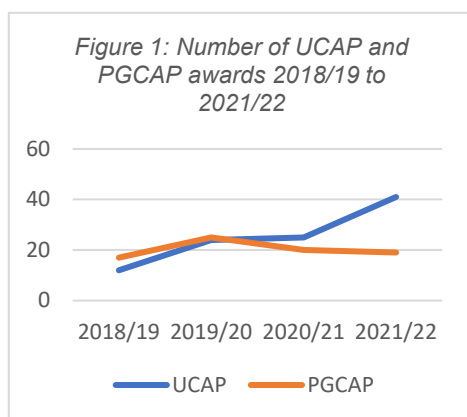 Figure 1: Number of UCAP and
PGCAP awards 2018/19 to
2021/22
60
40
20
0
2018/19 2019/20 2020/21 2021/22
UCAP PGCAP